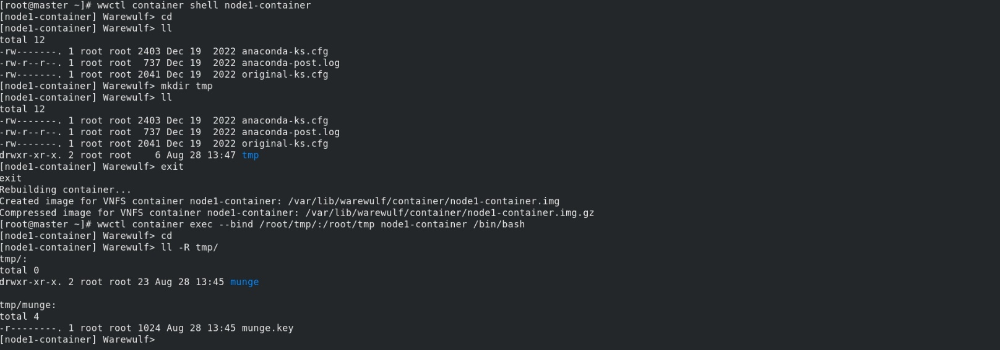 [root@master ~]# wwctl container shell node1-container
[node1-container] Warewulf> cd
[node1-container] Warewulf> ll
total 12
-rw-------. 1 root root 2403 Dec 19  2022 anaconda-ks.cfg
-rw-r--r--. 1 root root  737 Dec 19  2022 anaconda-post.log
-rw-------. 1 root root 2041 Dec 19  2022 original-ks.cfg
[node1-container] Warewulf> mkdir tmp
[node1-container] Warewulf> ll
total 12
-rw-------. 1 root root 2403 Dec 19  2022 anaconda-ks.cfg
-rw-r--r--. 1 root root  737 Dec 19  2022 anaconda-post.log
-rw-------. 1 root root 2041 Dec 19  2022 original-ks.cfg
drwxr-xr-x. 2 root root    6 Aug 28 13:47 tmp
[node1-container] Warewulf> exit
exit
Rebuilding container...
Created image for VNFS container node1-container: /var/lib/warewulf/container/node1-container.img
Compressed image for VNFS container node1-container: /var/lib/warewulf/container/node1-container.img.gz
[root@master ~]# wwctl container exec --bind /root/tmp/:/root/tmp node1-container /bin/bash
[node1-container] Warewulf> cd
[node1-container] Warewulf> ll -R tmp/
tmp/:
total 0
drwxr-xr-x. 2 root root 23 Aug 28 13:45 munge

tmp/munge:
total 4
-r--------. 1 root root 1024 Aug 28 13:45 munge.key
[node1-container] Warewulf>